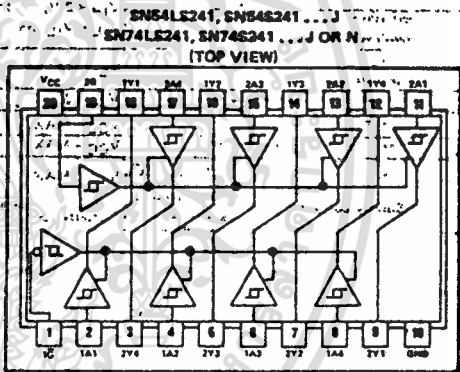 SN54LS241, SN54S241 . . . J
SN74LS241, SN74S241 . . . J OR N
(TOP VIEW)
VCC 2G 1Y1 2A4 1Y2 2A3 1Y3 2A2 1Y4 2A1
20 19 18 17 16 15 14 13 12 11
1 2 3 4 5 6 7 8 9 10
1G 1A1 2Y4 1A2 2Y3 1A3 2Y2 1A4 2Y1 GND